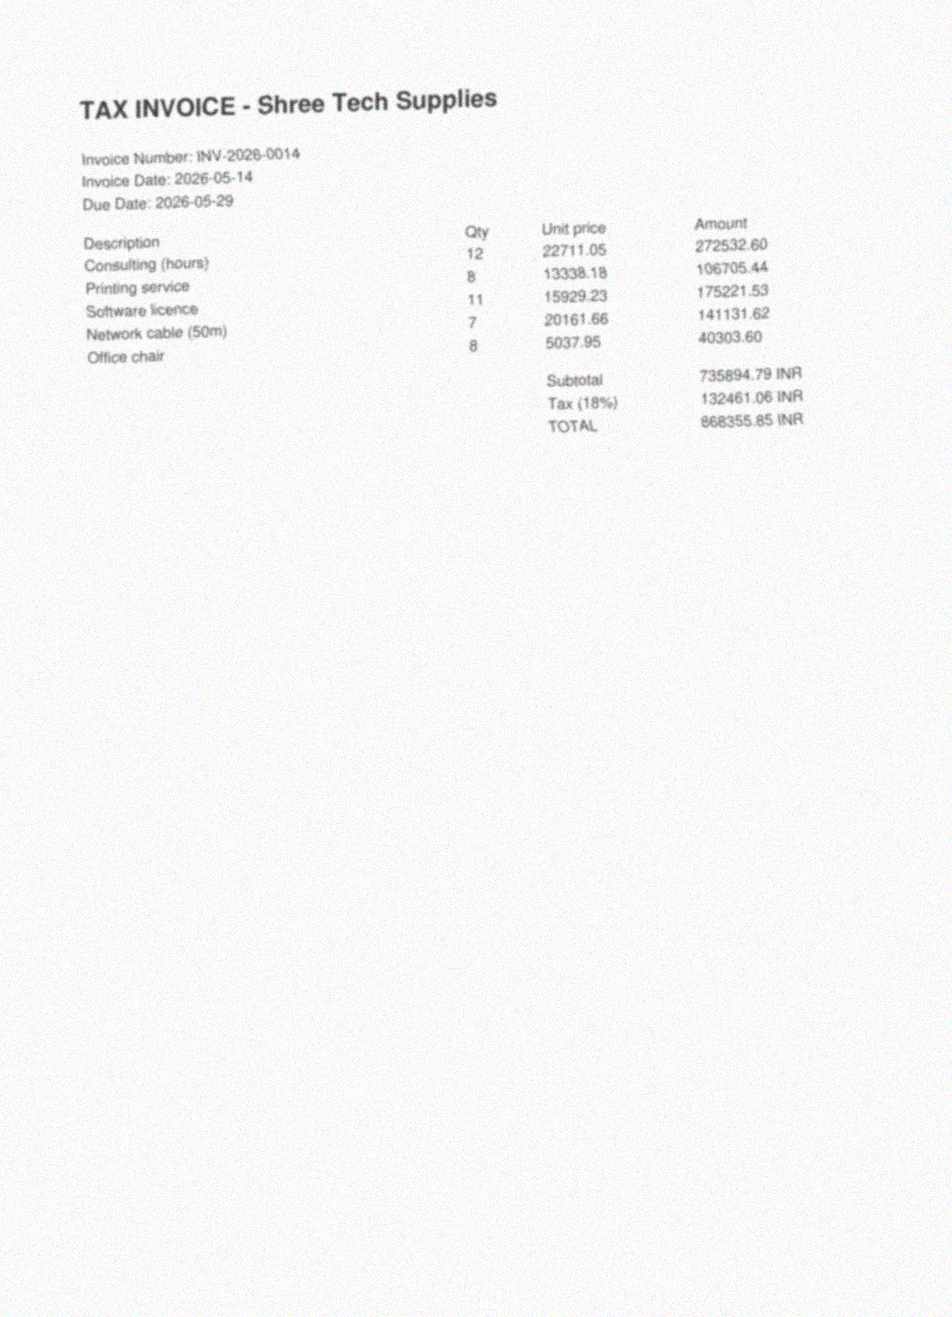 TAX INVOICE - Shree Tech Supplies
Invoice Number: INV-2026-0014
Invoice Date: 2026-05-14
Due Date: 2026-05-29
Description Qty Unit price Amount
Consulting (hours) 12 22711.05 272532.60
Printing service 8 13338.18 106705.44
Software licence 11 15929.23 175221.53
Network cable (50m) 7 20161.66 141131.62
Office chair 8 5037.95 40303.60
Subtotal 735894.79 INR
Tax (18%) 132461.06 INR
TOTAL 868355.85 INR